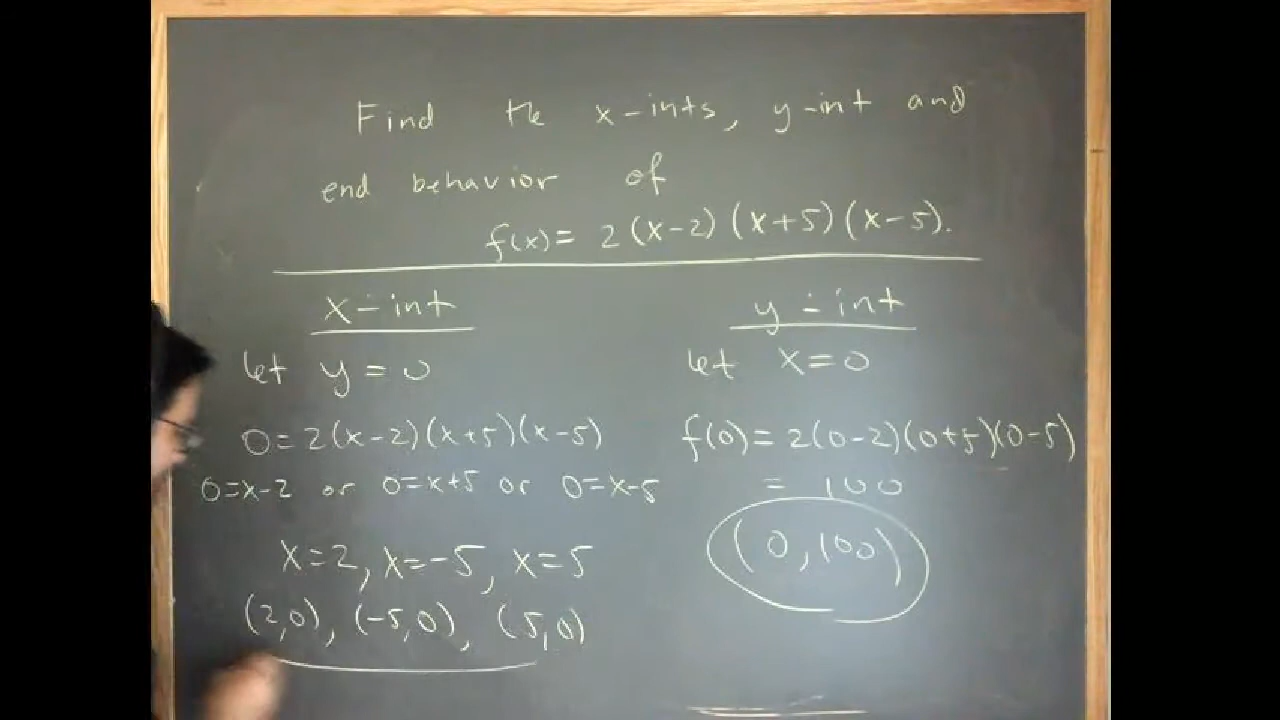 Find the x-ints, y-int and
end behavior of
f(x) = 2(x-2)(x+5)(x-5).
x-int
let y = 0
0=2(x-2)(x+5)(x-5)
0=x-2 or 0=x+5 or 0=x-5
x=2, x=-5, x=5
(2,0), (-5,0), (5,0)
y-int
let x=0
f(0)=2(0-2)(0+5)(0-5)
= 100
(0,100)